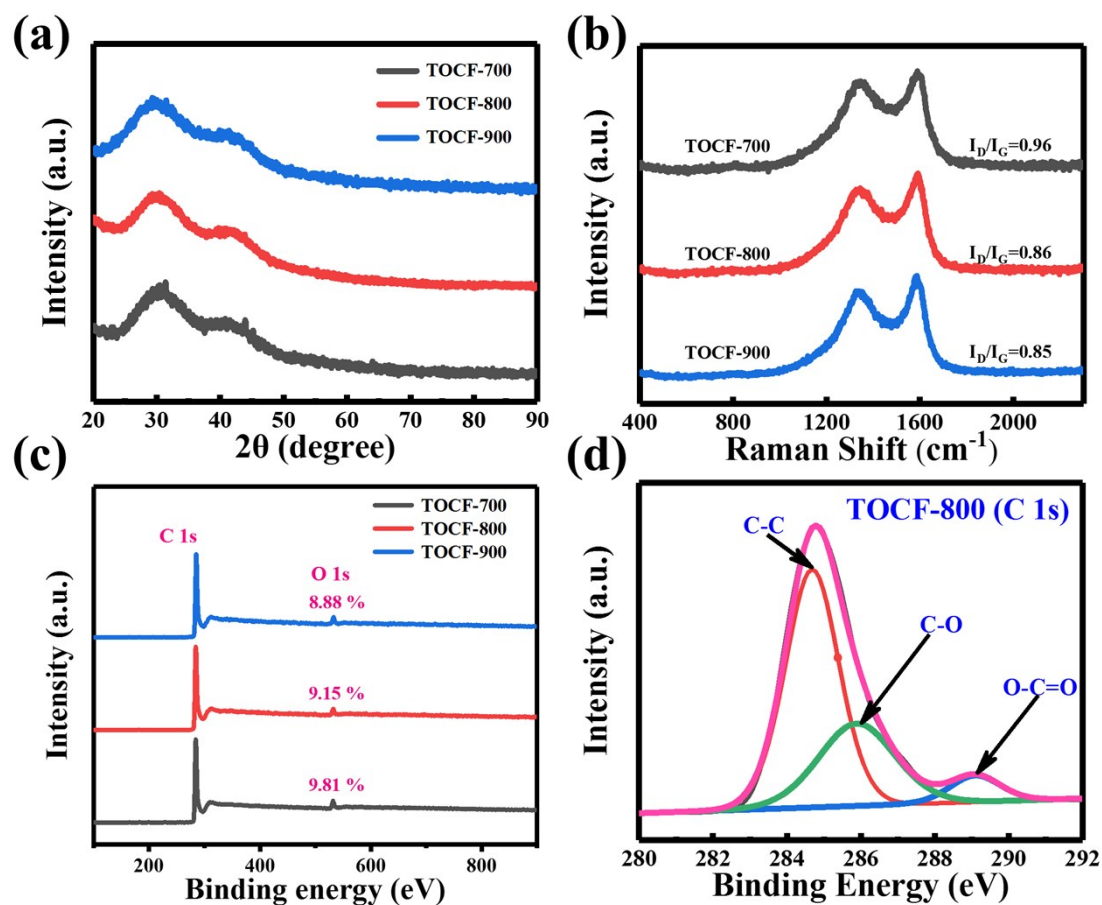 (a)
TOCF-700
TOCF-800
TOCF-900
Intensity (a.u.)
20 30 40 50 60 70 80 90
2θ (degree)
(b)
TOCF-700
I_D/I_G=0.96
TOCF-800
I_D/I_G=0.86
TOCF-900
I_D/I_G=0.85
Intensity (a.u.)
400 800 1200 1600 2000
Raman Shift (cm⁻¹)
(c)
TOCF-700
TOCF-800
TOCF-900
C 1s
O 1s
8.88 %
9.15 %
9.81 %
Intensity (a.u.)
200 400 600 800
Binding energy (eV)
(d)
TOCF-800 (C 1s)
C-C
C-O
O-C=O
Intensity (a.u.)
280 282 284 286 288 290 292
Binding Energy (eV)